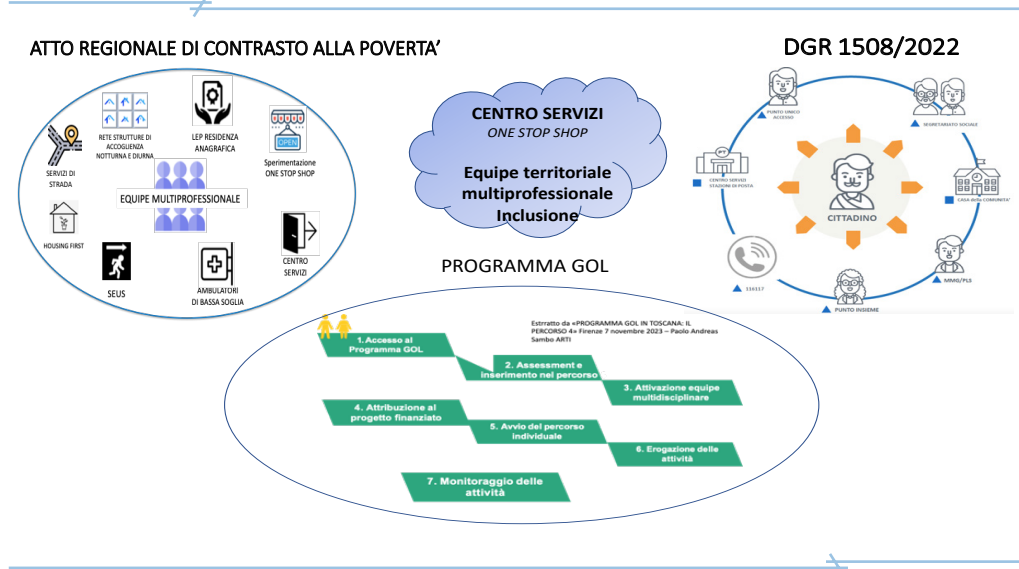 ATTO REGIONALE DI CONTRASTO ALLA POVERTA'
DGR 1508/2022
RETE STRUTTURE DI
ACCOGLIENZA
NOTTURNA E DIURNA
LEP RESIDENZA
ANAGRAFICA
OPEN
Sperimentazione
ONE STOP SHOP
SERVIZI DI
STRADA
EQUIPE MULTIPROFESSIONALE
HOUSING FIRST
SEUS
AMBULATORI
DI BASSA SOGLIA
CENTRO
SERVIZI
CENTRO SERVIZI
ONE STOP SHOP
Equipe territoriale
multiprofessionale
Inclusione
PUNTO UNICO
ACCESSO
SEGRETARIATO SOCIALE
PT
CENTRO SERVIZI
STAZIONI DI POSTA
CITTADINO
CASA della COMUNITA'
116117
MMG/PLS
PUNTO INSIEME
PROGRAMMA GOL
Estrratto da «PROGRAMMA GOL IN TOSCANA: IL
PERCORSO 4» Firenze 7 novembre 2023 – Paolo Andreas
Sambo ARTI
1. Accesso al
Programma GOL
2. Assessment e
inserimento nel percorso
3. Attivazione equipe
multidisciplinare
4. Attribuzione al
progetto finanziato
5. Avvio del percorso
individuale
6. Erogazione delle
attività
7. Monitoraggio delle
attività